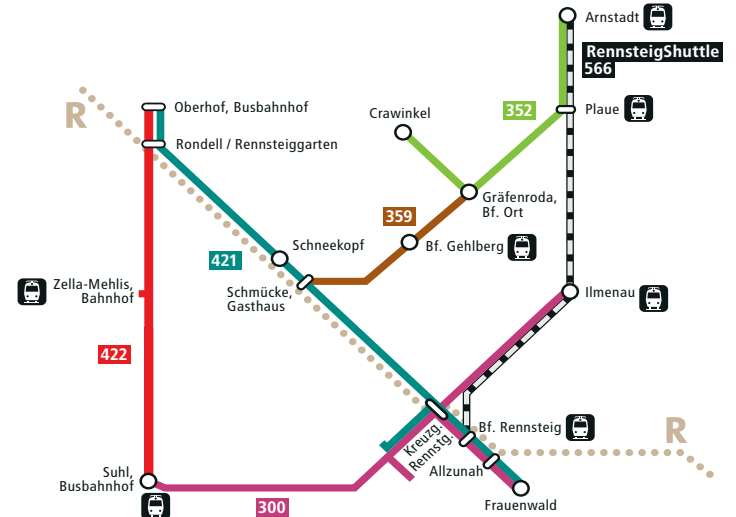 Arnstadt
RennsteigShuttle
566
R
Oberhof, Busbahnhof
Crawinkel
352
Plaue
Rondell / Rennsteiggarten
Gräfenroda,
Bf. Ort
359
Schneekopf
Bf. Gehlberg
421
Zella-Mehlis,
Bahnhof
Schmücke,
Gasthaus
Ilmenau
422
Kreuzg.
Rennstg.
Bf. Rennsteig
R
Allzunah
Suhl,
Busbahnhof
300
Frauenwald